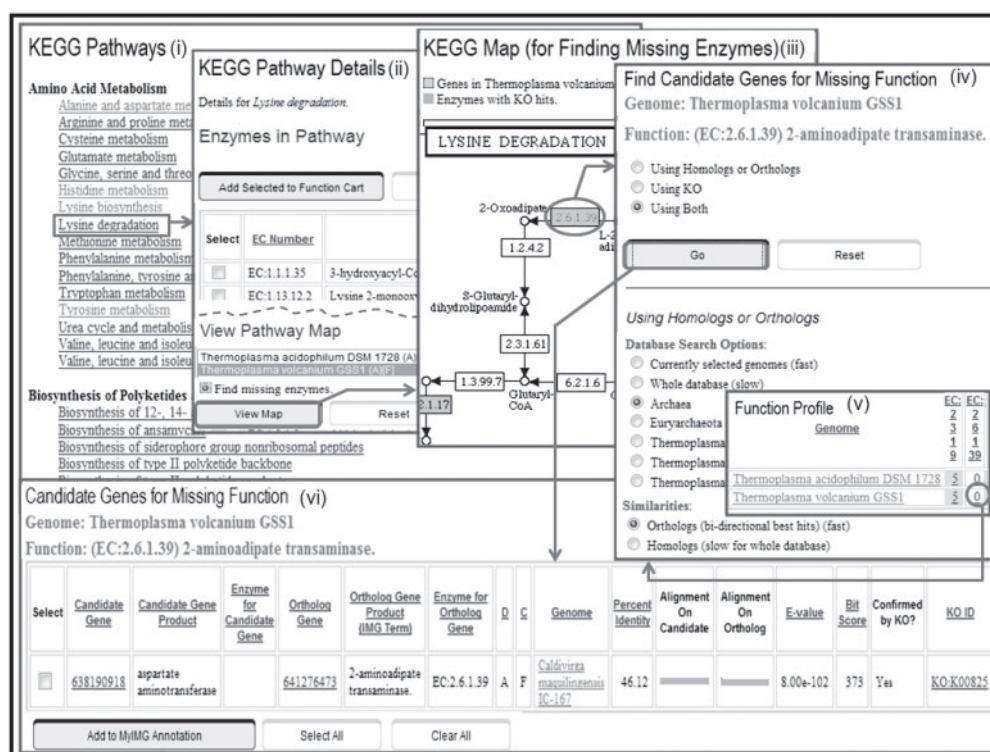 KEGG Pathways (i)
Amino Acid Metabolism
Alanine and aspartate me
Arginine and proline meta
Cysteine metabolism
Glutamate metabolism
Glycine, serine and threo
Histidine metabolism
Lysine biosynthesis
Lysine degradation
Methionine metabolism
Phenylalanine metabolism
Phenylalanine, tyrosine a
Tryptophan metabolism
Tyrosine metabolism
Urea cycle and metabolis
Valine, leucine and isoleu
Valine, leucine and isoleu
Biosynthesis of Polyketides
Biosynthesis of 12-, 14-
Biosynthesis of ansamyc
Biosynthesis of siderophore group nonribosomal peptides
Biosynthesis of type II polyketide backbone
KEGG Pathway Details (ii)
Details for Lysine degradation.
Enzymes in Pathway
Add Selected to Function Cart
Select EC Number
EC:1.1.1.35 3-hydroxyacyl-Co
EC:1.13.12.2 Lysine 2-monoox
View Pathway Map
Thermoplasma acidophilum DSM 1728 (A)
Thermoplasma volcanium GSS1 (A)[F]
Find missing enzymes.
View Map Reset
KEGG Map (for Finding Missing Enzymes) (iii)
Genes in Thermoplasma volcanium
Enzymes with KO hits.
LYSINE DEGRADATION
2-Oxoadipate
2.6.1.39
L-2
adi
1.2.4.2
S-Glutaryl-
dihydrolipoamide
2.3.1.61
1.3.99.7
6.2.1.6
Glutaryl-
CoA
2.1.17
Find Candidate Genes for Missing Function (iv)
Genome: Thermoplasma volcanium GSS1
Function: (EC:2.6.1.39) 2-aminoadipate transaminase.
Using Homologs or Orthologs
Using KO
Using Both
Go Reset
Using Homologs or Orthologs
Database Search Options:
Currently selected genomes (fast)
Whole database (slow)
Archaea
Euryarchaeota
Thermoplasma
Thermoplasma
Thermoplasma
Similarities:
Orthologs (bi-directional best hits) (fast)
Homologs (slow for whole database)
Function Profile (v)
Genome
EC: EC:
2 2
3 6
1 1
9 39
Thermoplasma acidophilum DSM 1728 5 0
Thermoplasma volcanium GSS1 5 0
Candidate Genes for Missing Function (vi)
Genome: Thermoplasma volcanium GSS1
Function: (EC:2.6.1.39) 2-aminoadipate transaminase.
Select Candidate Gene Candidate Gene Product Enzyme for Candidate Gene Ortholog Gene Ortholog Gene Product (IMG Term) Enzyme for Ortholog Gene D C Genome Percent Identity Alignment On Candidate Alignment On Ortholog E-value Bit Score Confirmed by KO? KO ID
638190918 aspartate aminotransferase 641276473 2-aminoadipate transaminase. EC:2.6.1.39 A F Caldivirga maquilingensis IC-167 46.12 8.00e-102 373 Yes KO:K00825
Add to MyIMG Annotation Select All Clear All